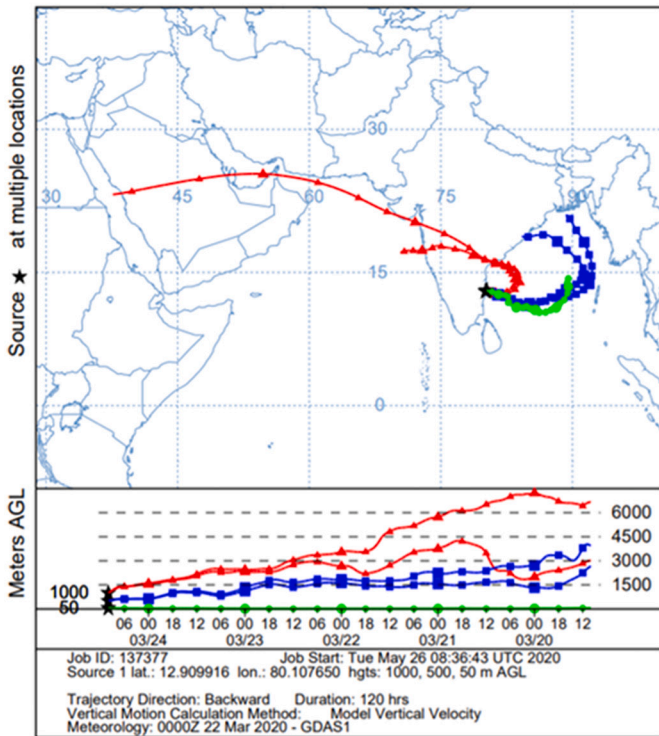 Source ★ at multiple locations
30
30
45
60
75
90
15
15
0
Meters AGL
6000
4500
3000
1500
1000
50
06 00 18 12 06 00 18 12 06 00 18 12 06 00 18 12 06 00 18 12
03/24 03/23 03/22 03/21 03/20
Job ID: 137377 Job Start: Tue May 26 08:36:43 UTC 2020
Source 1 lat.: 12.909916 lon.: 80.107650 hgts: 1000, 500, 50 m AGL
Trajectory Direction: Backward Duration: 120 hrs
Vertical Motion Calculation Method: Model Vertical Velocity
Meteorology: 0000Z 22 Mar 2020 - GDAS1